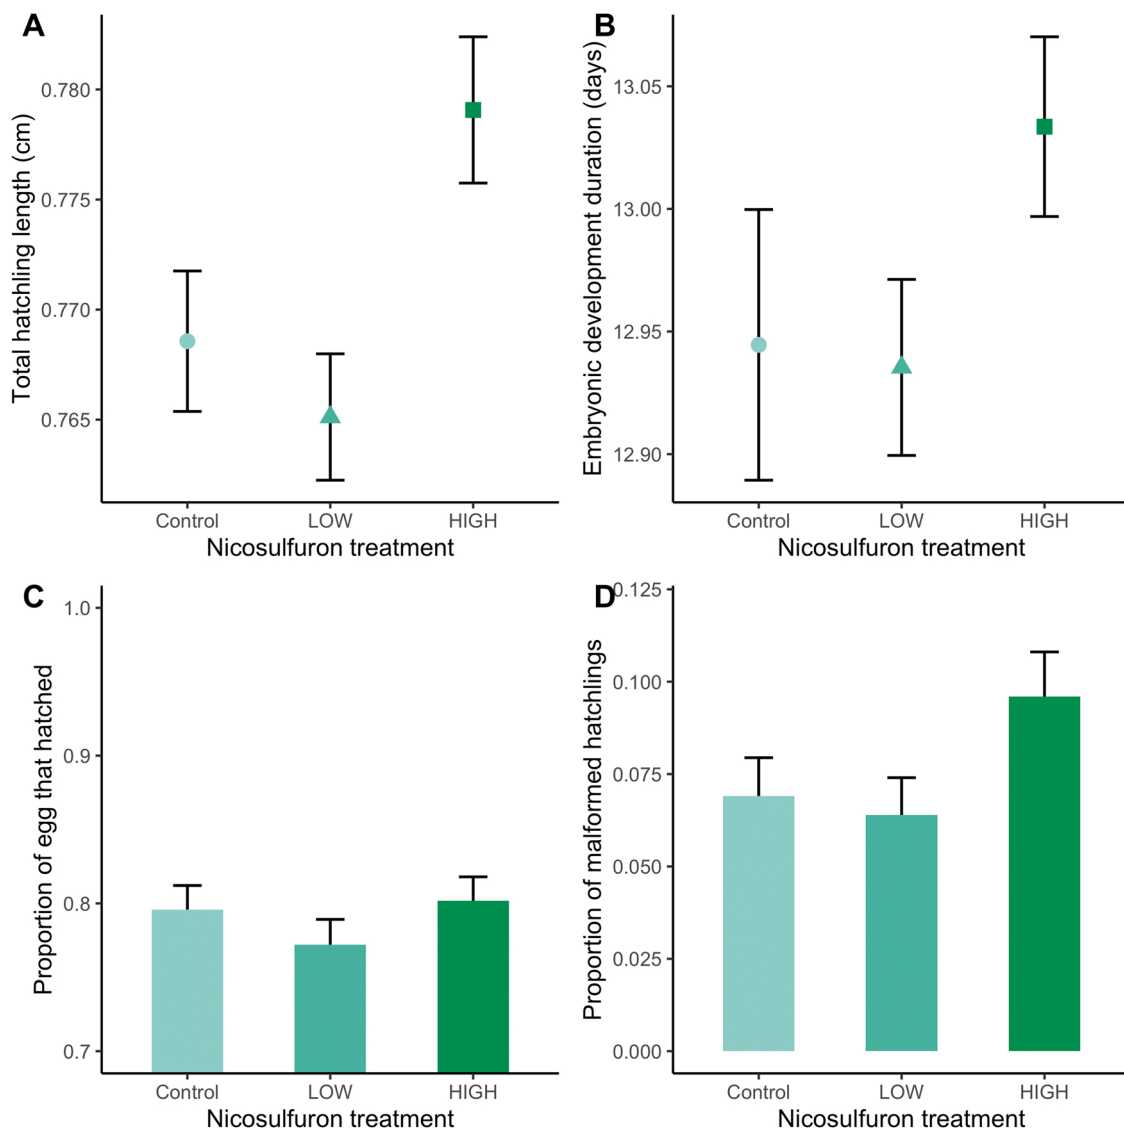 A
Total hatchling length (cm)
0.780
0.775
0.770
0.765
Control LOW HIGH
Nicosulfuron treatment
B
Embryonic development duration (days)
13.05
13.00
12.95
12.90
Control LOW HIGH
Nicosulfuron treatment
C
Proportion of egg that hatched
1.0
0.9
0.8
0.7
Control LOW HIGH
Nicosulfuron treatment
D
Proportion of malformed hatchlings
0.125
0.100
0.075
0.050
0.025
0.000
Control LOW HIGH
Nicosulfuron treatment